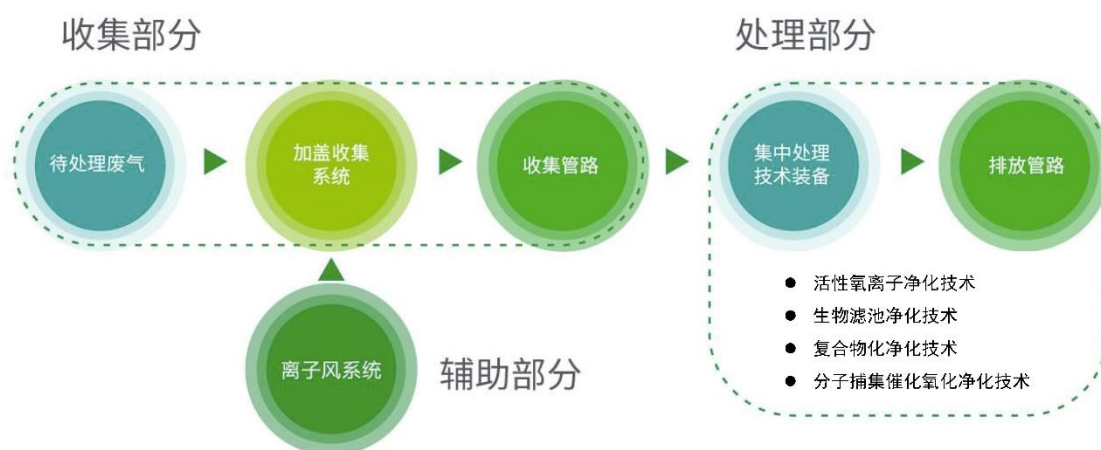 收集部分
处理部分
待处理废气
加盖收集
系统
收集管路
集中处理
技术装备
排放管路
离子风系统
辅助部分
● 活性氧离子净化技术
● 生物滤池净化技术
● 复合物化净化技术
● 分子捕集催化氧化净化技术